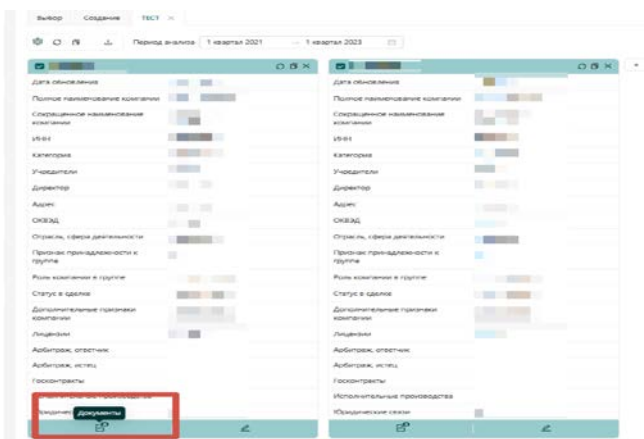 Выбор Создание ТЕСТ
Период анализа 1 квартал 2021 — 1 квартал 2023
Дата обновления
Полное наименование компании
Сокращенное наименование
компании
ИНН
Категория
Учредители
Директор
Адрес
ОКВЭД
Отрасль, сфера деятельности
Признак принадлежности к
группе
Роль компании в группе
Статус в сделке
Дополнительные признаки
компании
Лицензии
Арбитраж, ответчик
Арбитраж, истец
Госконтракты
Документы
Дата обновления
Полное наименование компании
Сокращенное наименование
компании
ИНН
Категория
Учредители
Директор
Адрес
ОКВЭД
Отрасль, сфера деятельности
Признак принадлежности к
группе
Роль компании в группе
Статус в сделке
Дополнительные признаки
компании
Лицензии
Арбитраж, ответчик
Арбитраж, истец
Госконтракты
Исполнительные производства
Юридические связи